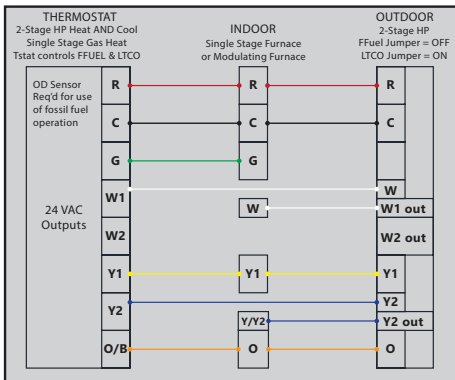 THERMOSTAT
2-Stage HP Heat AND Cool
Single Stage Gas Heat
Tstat controls FFUEL & LTCO
INDOOR
Single Stage Furnace
or Modulating Furnace
OUTDOOR
2-Stage HP
FFuel Jumper = OFF
LTCO Jumper = ON
OD Sensor
Req'd for use
of fossil fuel
operation
24 VAC
Outputs
R
C
G
W1
W2
Y1
Y2
O/B
R
C
G
W
Y1
Y/Y2
O
R
C
W
W1 out
W2 out
Y1
Y2
Y2 out
O